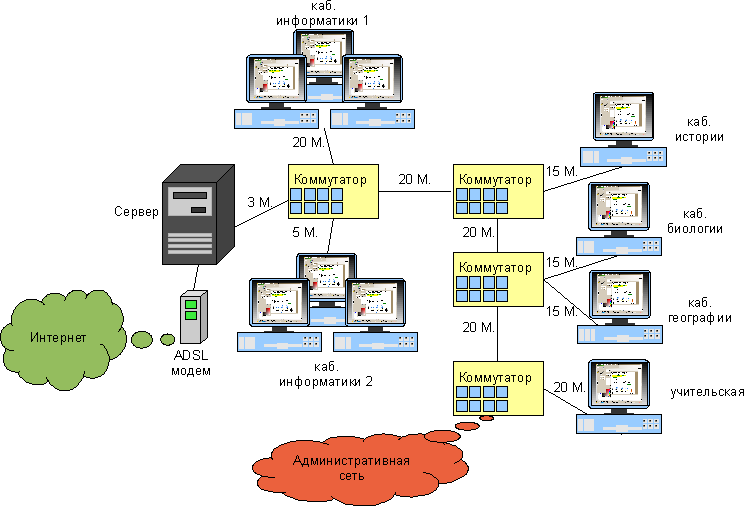 каб.
информатики 1
20 М.
каб.
истории
15 М.
Коммутатор
20 М.
Коммутатор
Сервер
3 М.
5 М.
20 М.
каб.
биологии
15 М.
Коммутатор
15 М.
каб.
географии
20 М.
Интернет
ADSL
модем
каб.
информатики 2
Коммутатор
20 М.
учительская
Административная
сеть